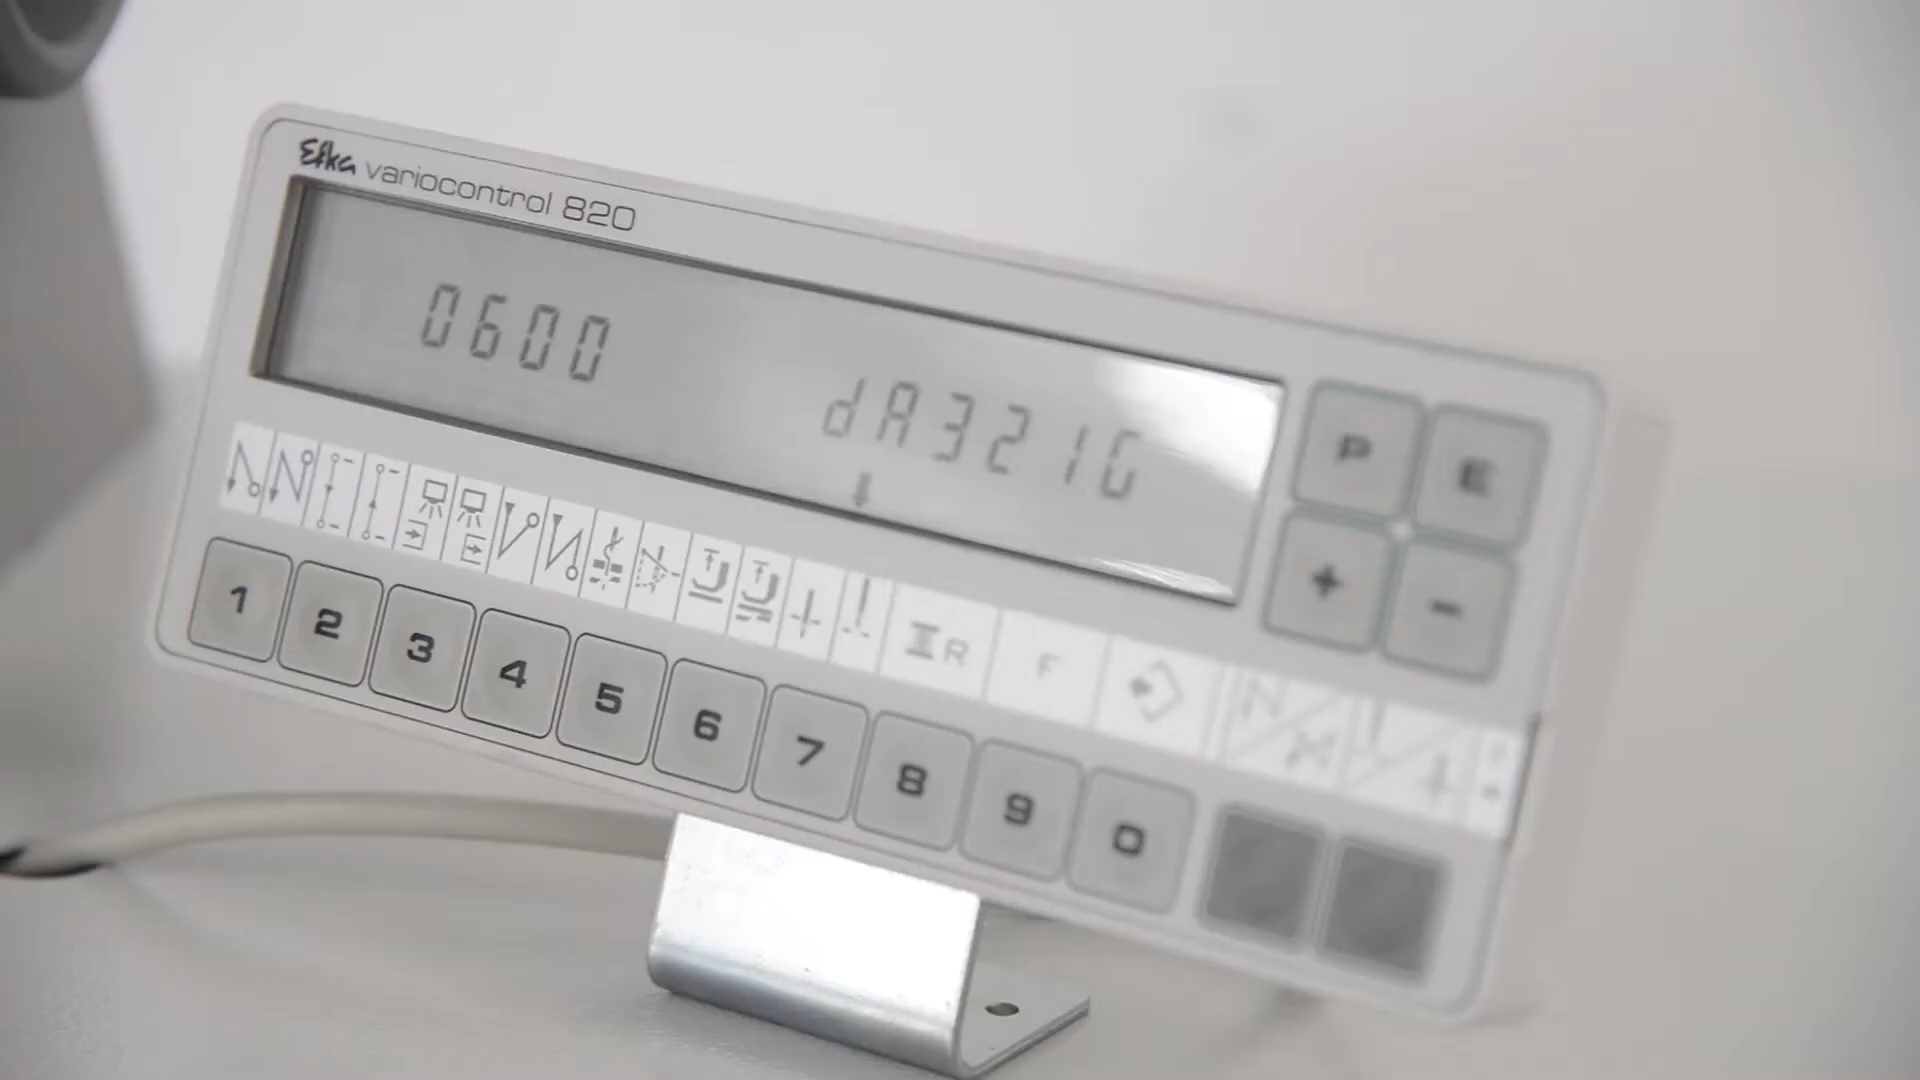 Efka variocontrol 820
0600
dA321G
P E
+ -
R F
1 2 3 4 5 6 7 8 9 0